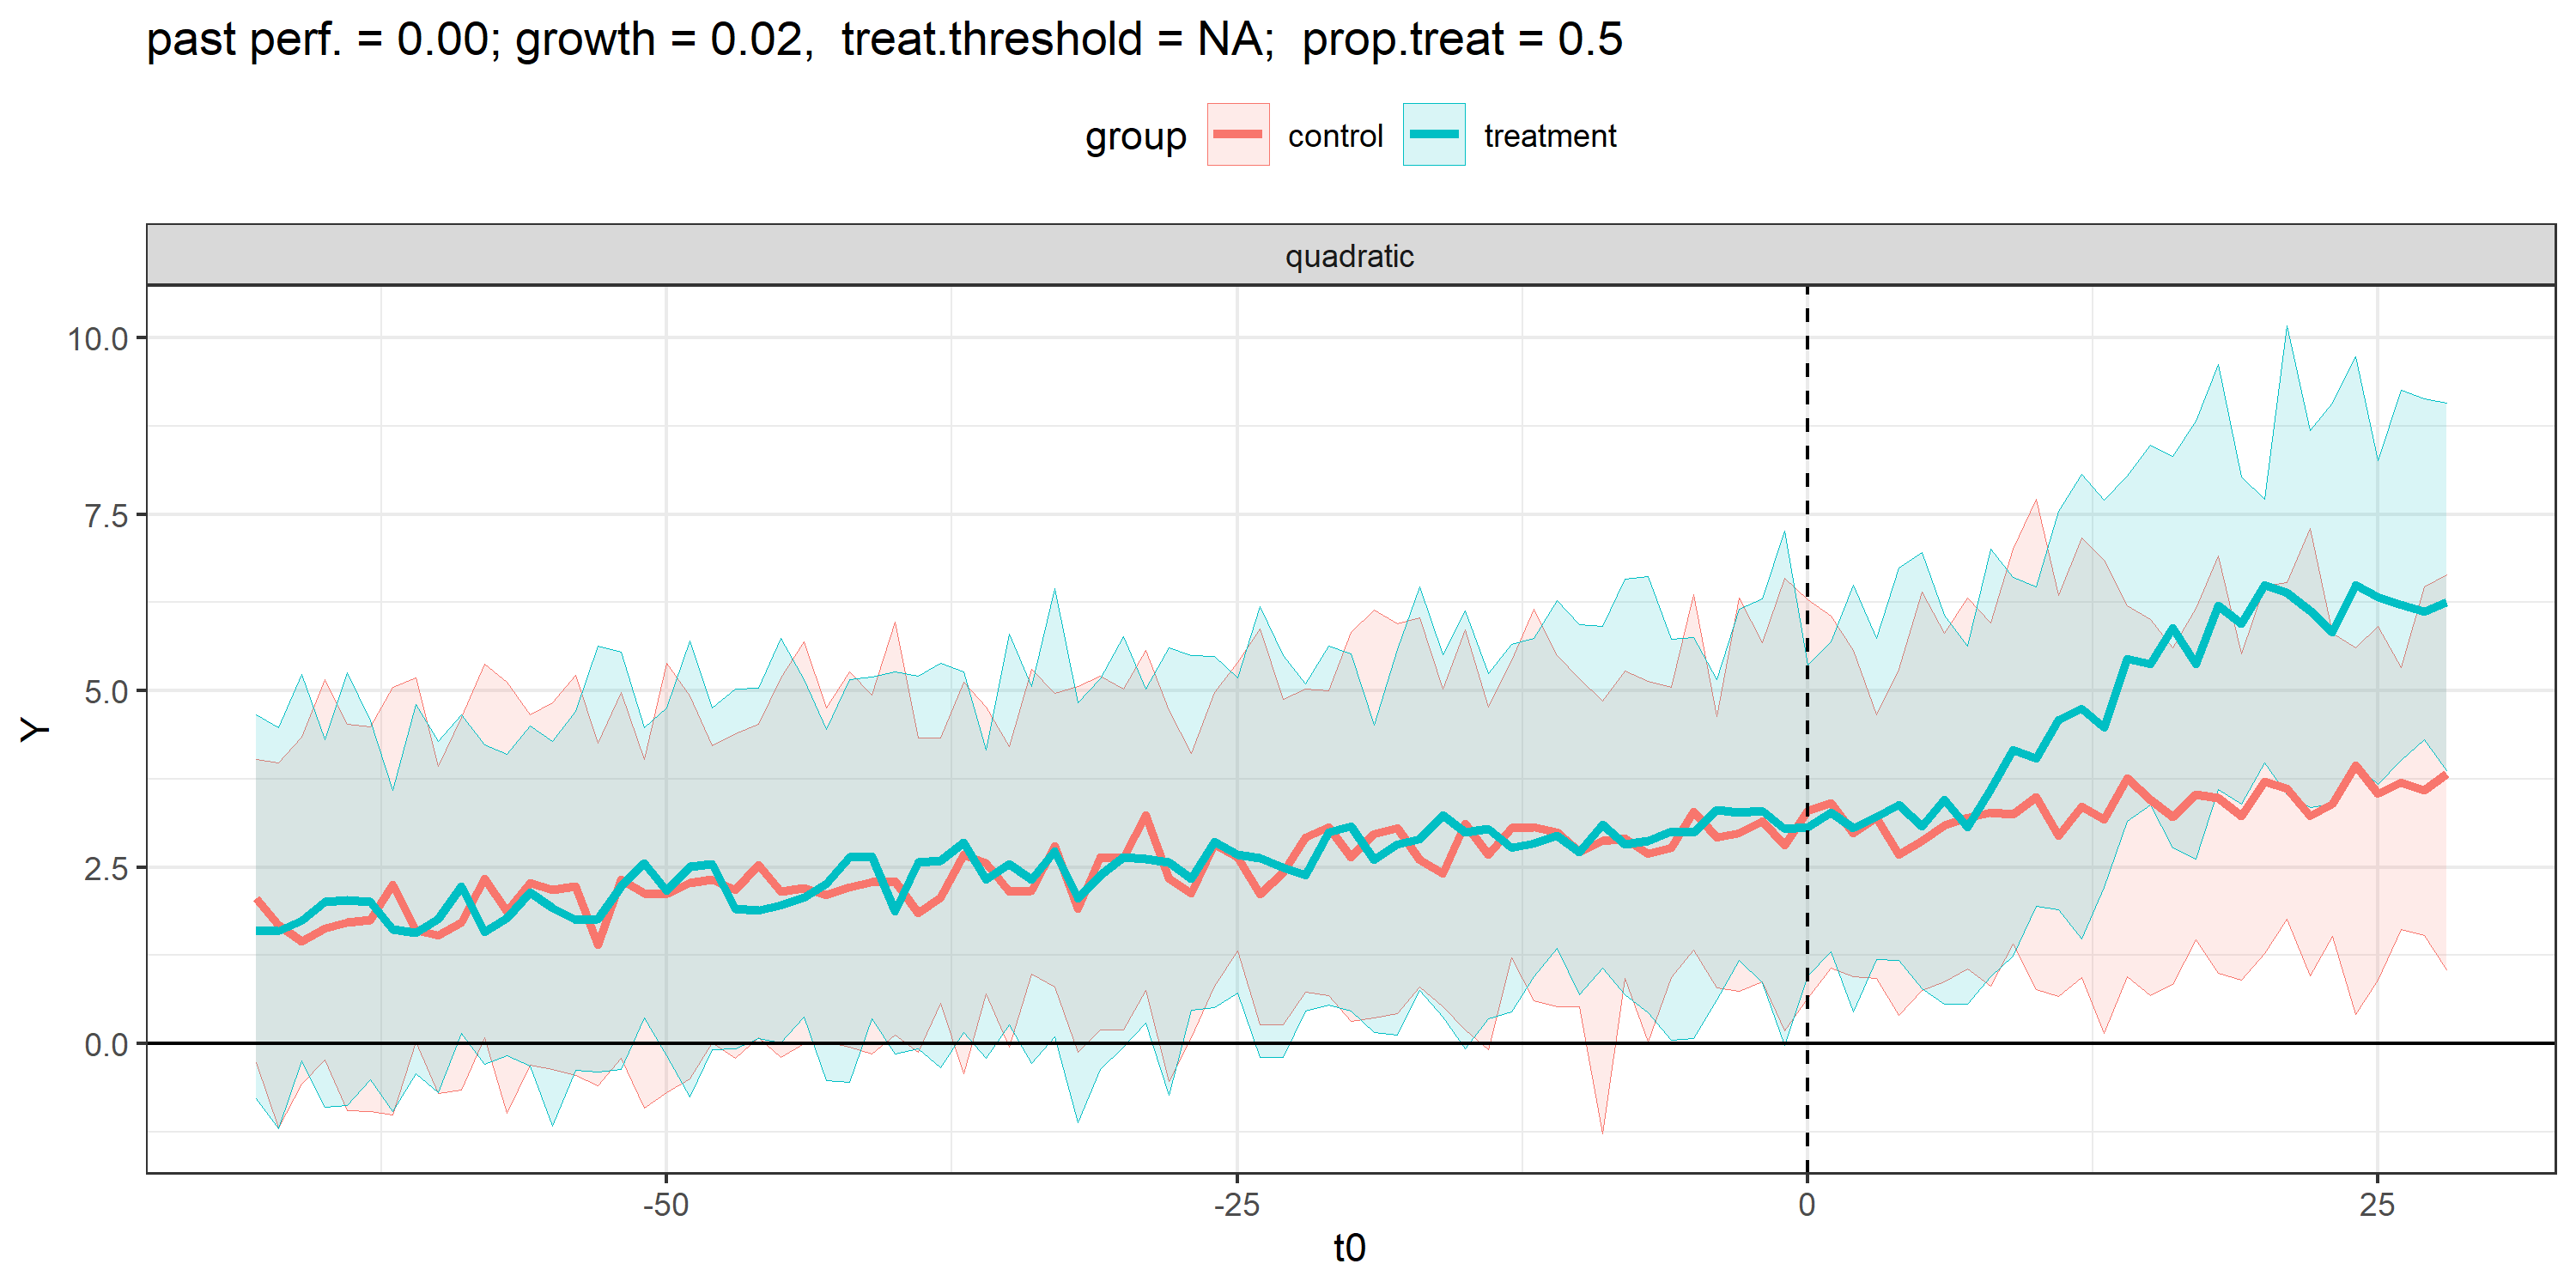 past perf. = 0.00; growth = 0.02,  treat.threshold = NA;  prop.treat = 0.5
group control treatment
quadratic
10.0
7.5
5.0
2.5
0.0
Y
-50 -25 0 25
t0